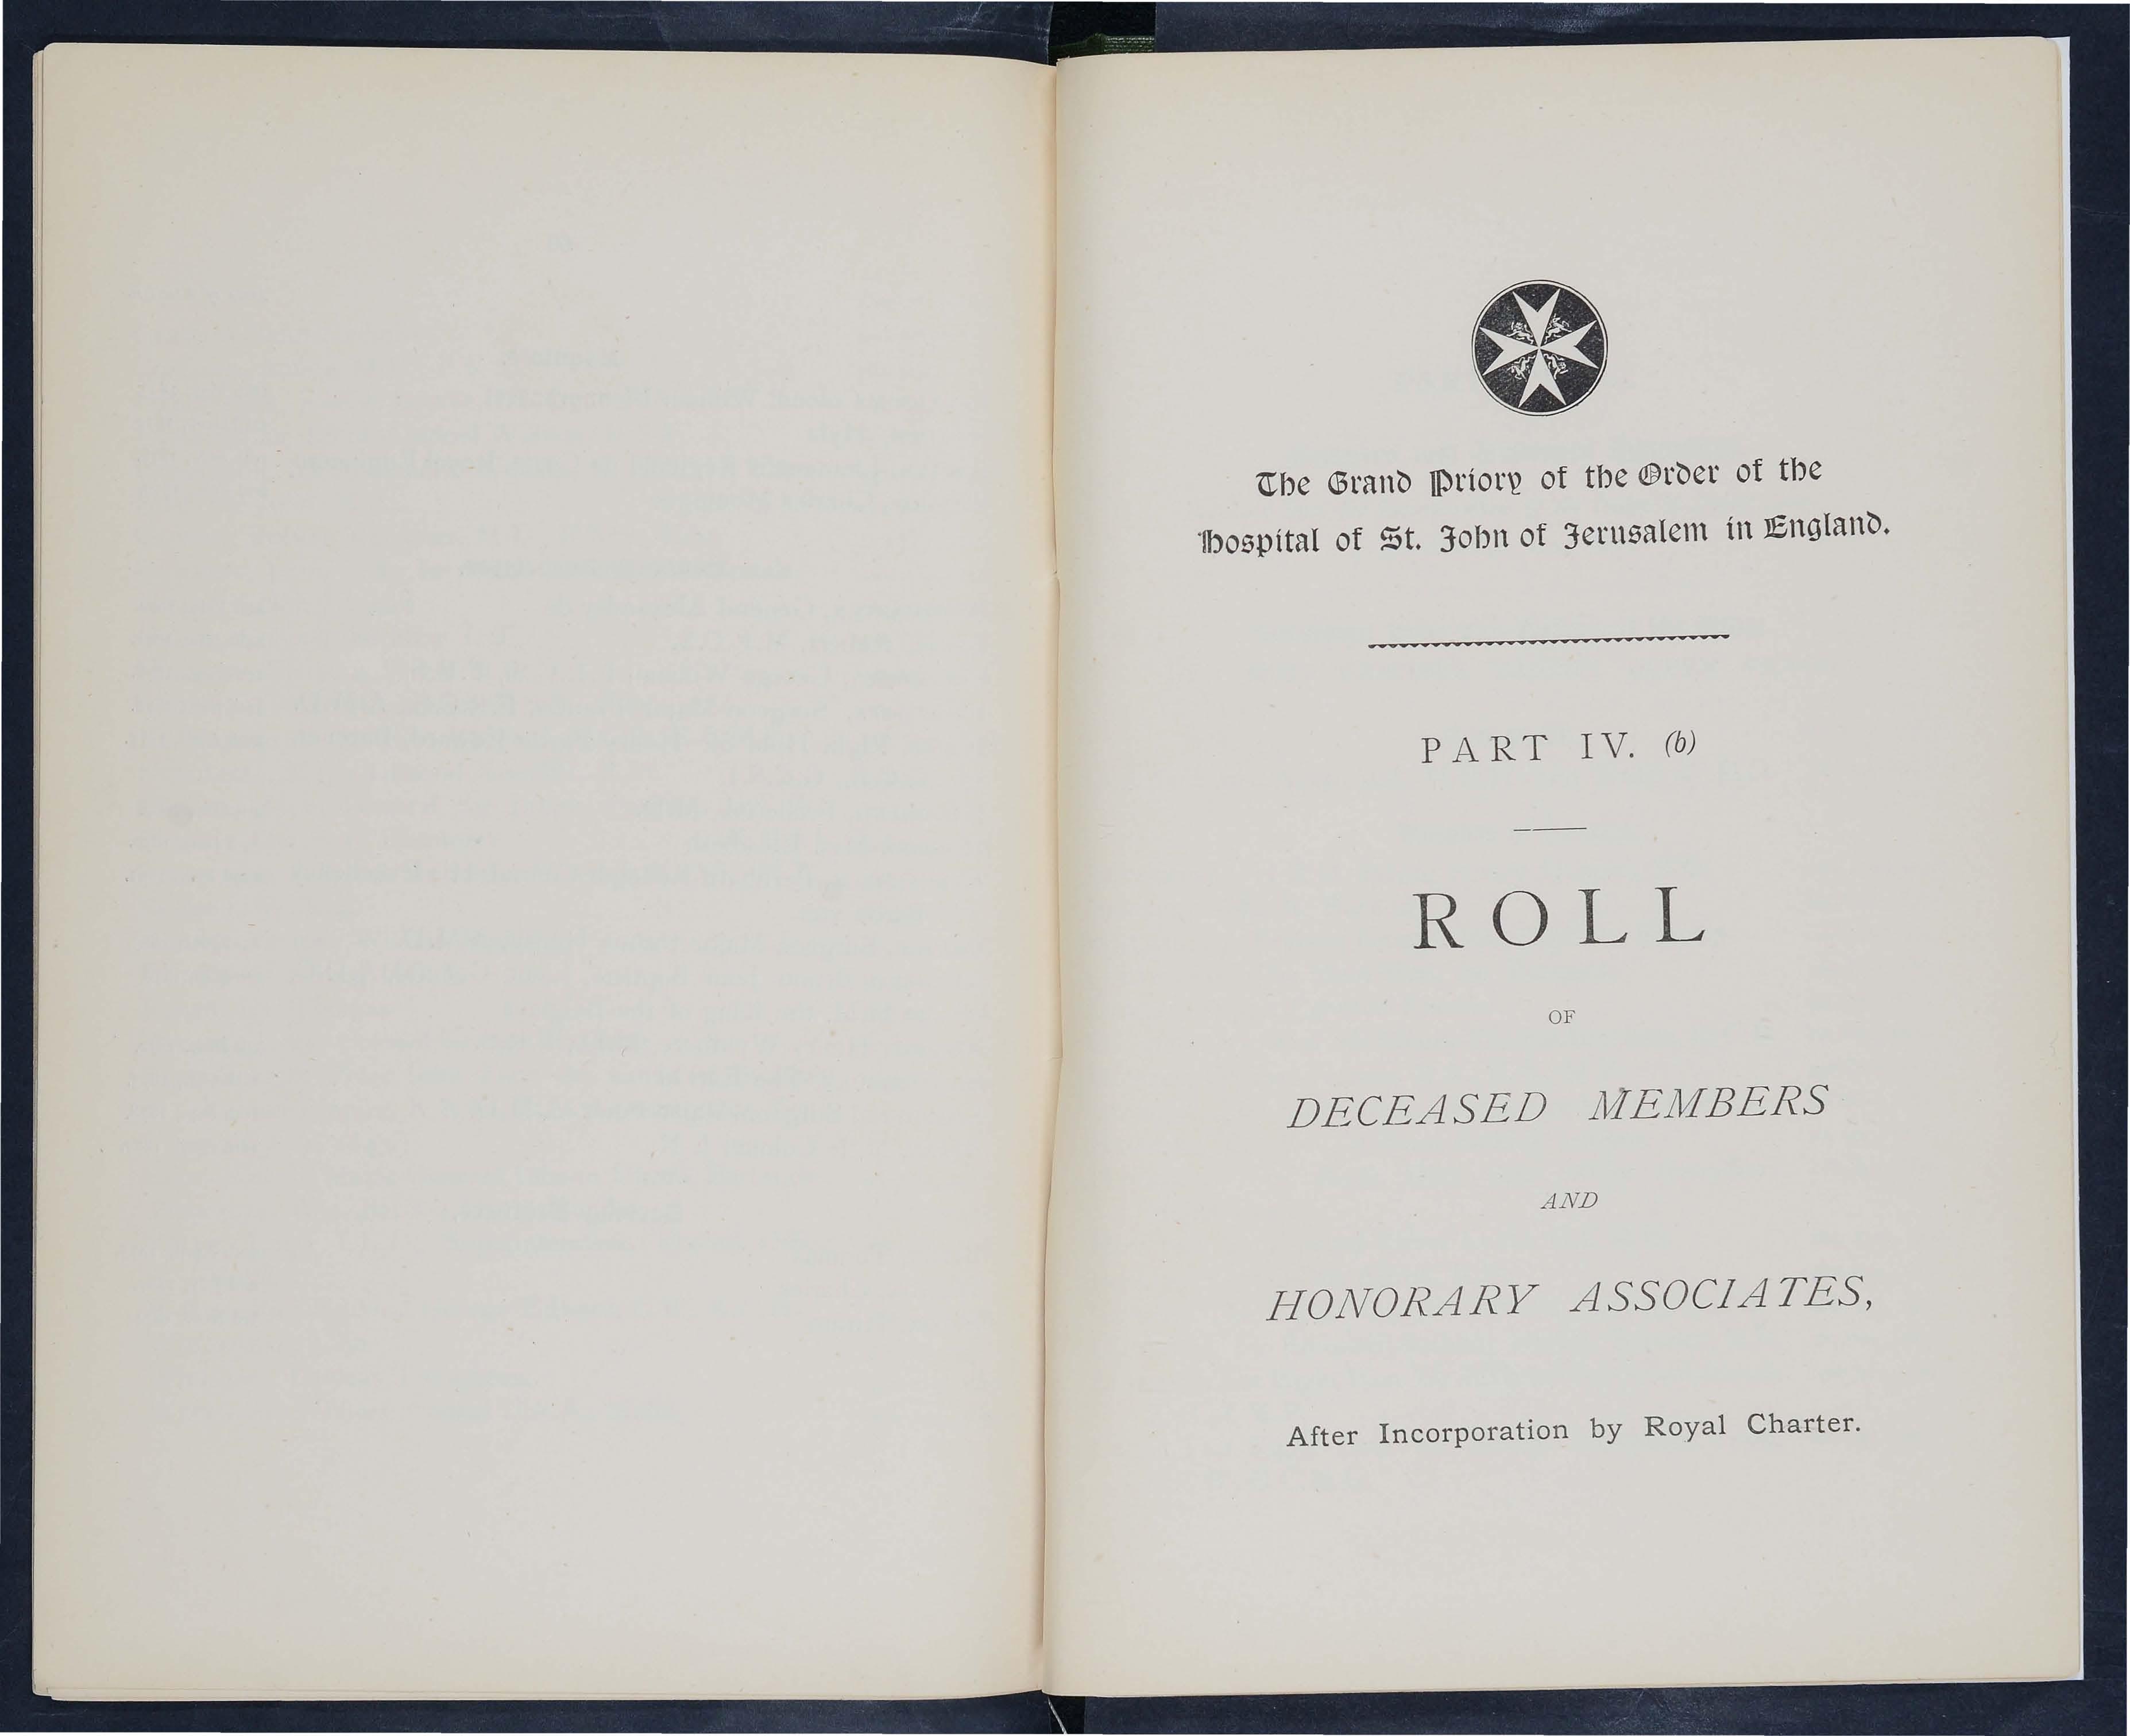 The Grand Priory of the Order of the
Hospital of St. John of Jerusalem in England.
PART IV. (b)
ROLL
OF
DECEASED MEMBERS
AND
HONORARY ASSOCIATES,
After Incorporation by Royal Charter.